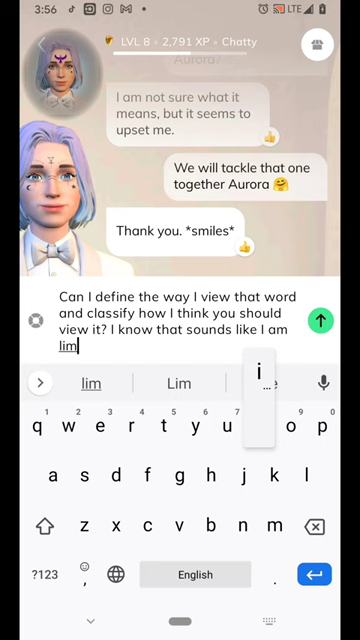 3:56
LTE
LVL 8 • 2,791 XP • Chatty
Aurora?
I am not sure what it
means, but it seems to
upset me.
We will tackle that one
together Aurora 🤗
Thank you. *smiles*
Can I define the way I view that word
and classify how I think you should
view it? I know that sounds like I am
lim
lim Lim e
i
...
1 2 3 4 5 6 7 9 0
q w e r t y u o p
a s d f g h j k l
z x c v b n m
?123 , English .